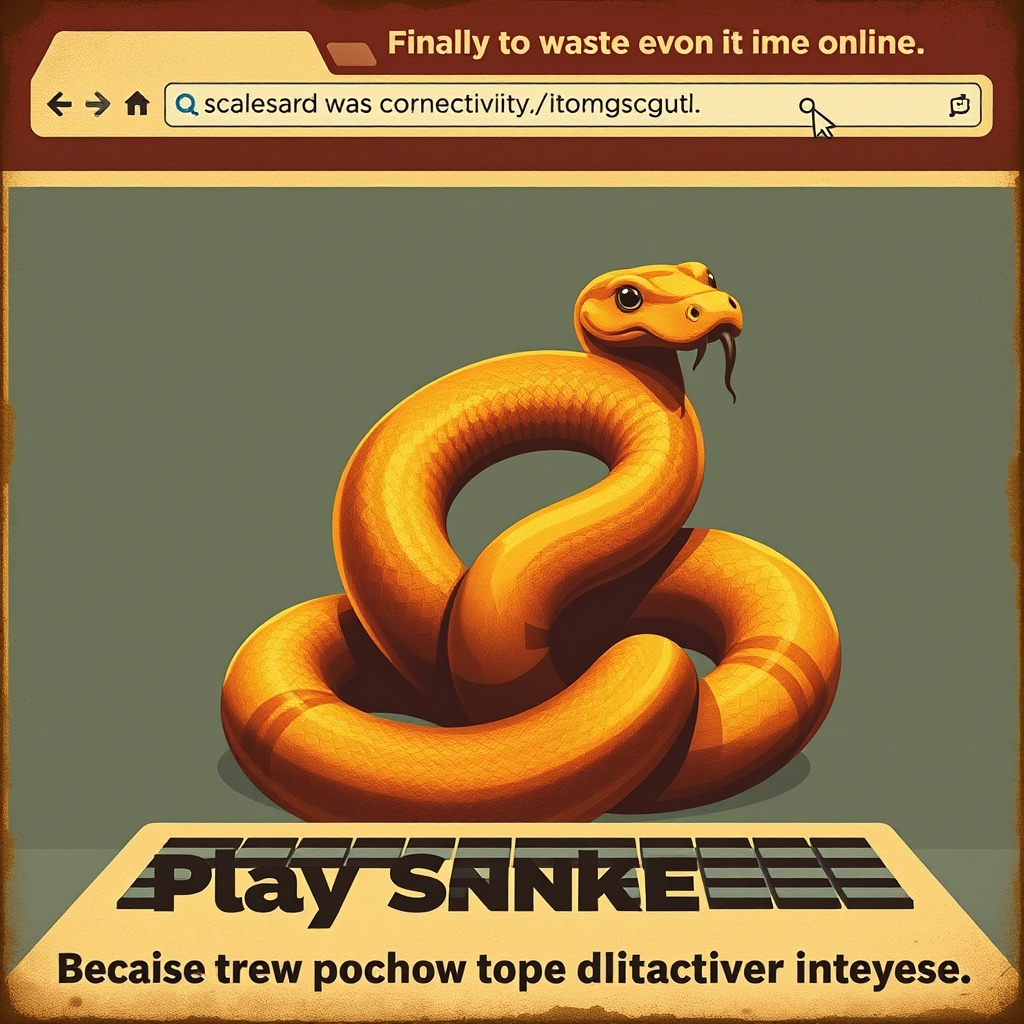 Finally to waste evon it ime online.
scalesard was cornectiviity./itomgscgutl.
Play SNNKE
Becaise trew pochow tope dlitactiver inteyese.